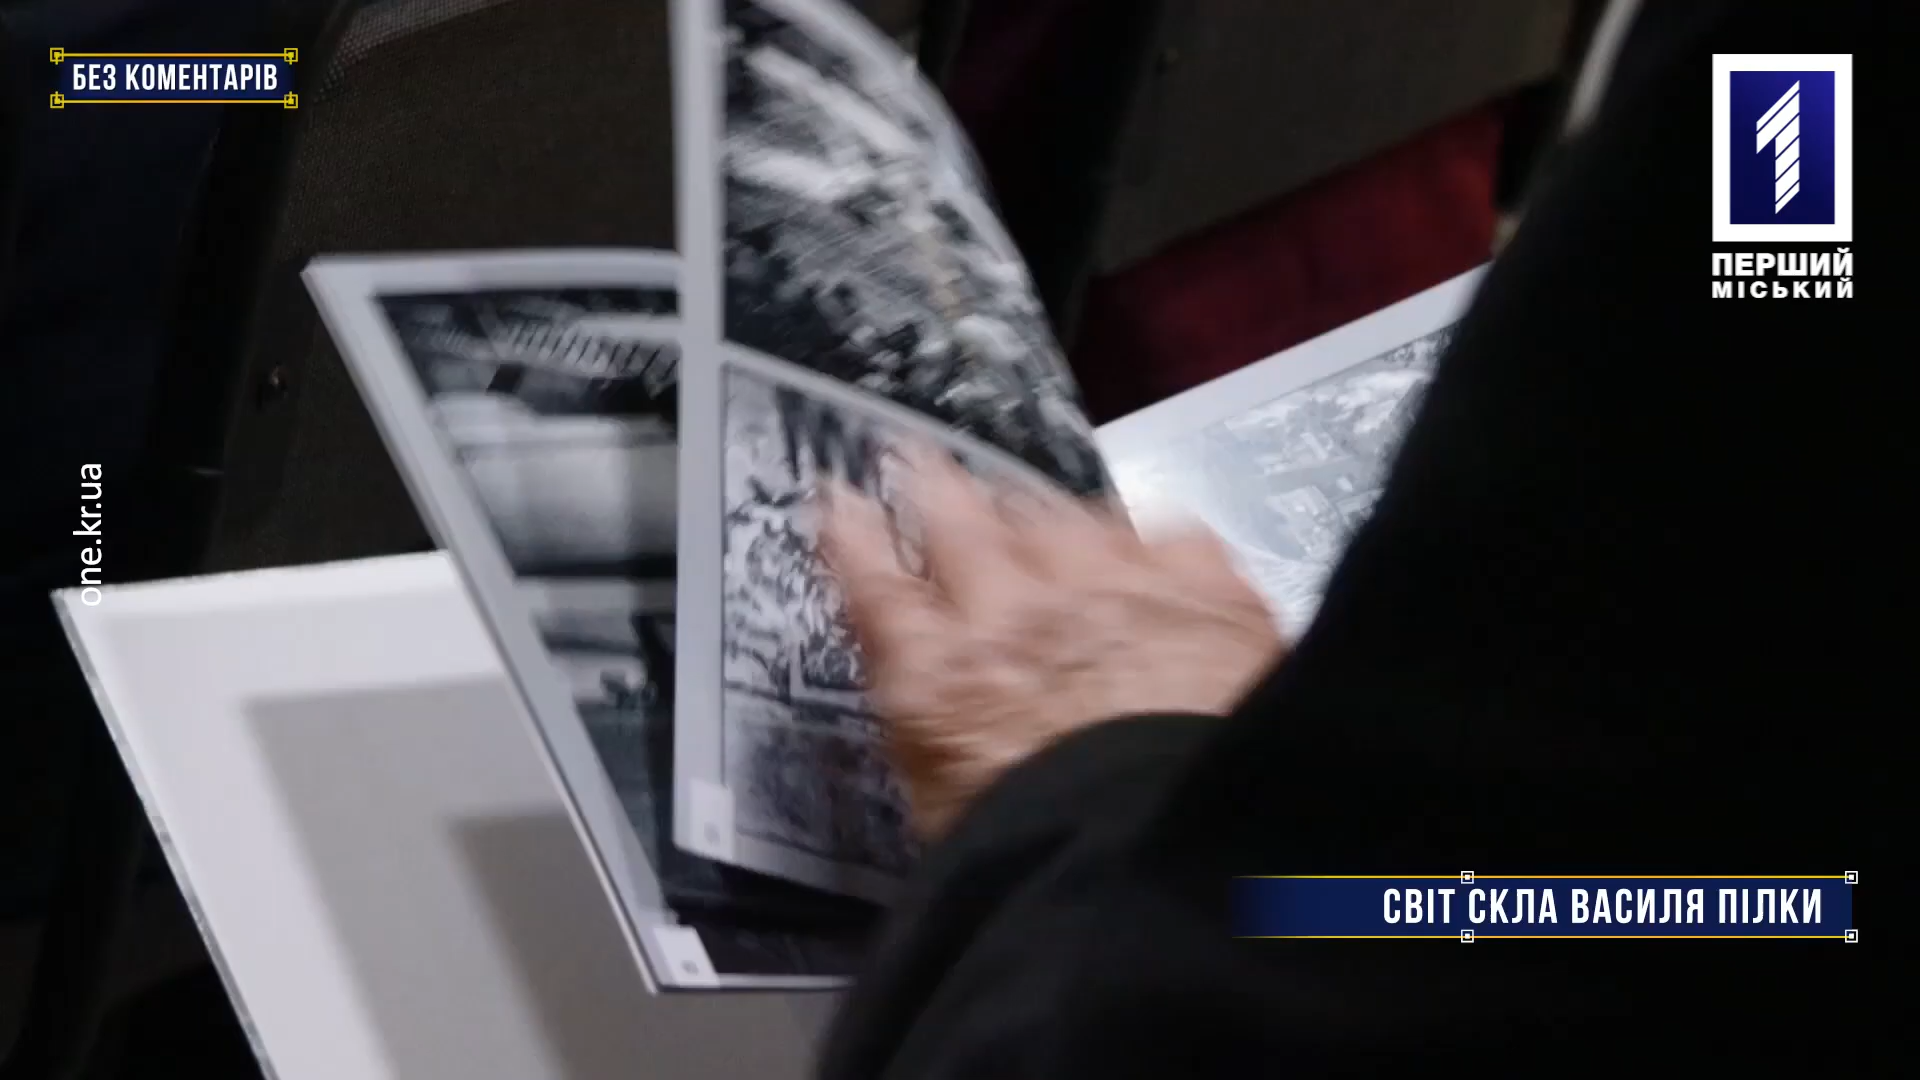 БЕЗ КОМЕНТАРІВ
ПЕРШИЙ
МІСЬКИЙ
one.kr.ua
СВІТ СКЛА ВАСИЛЯ ПІЛКИ